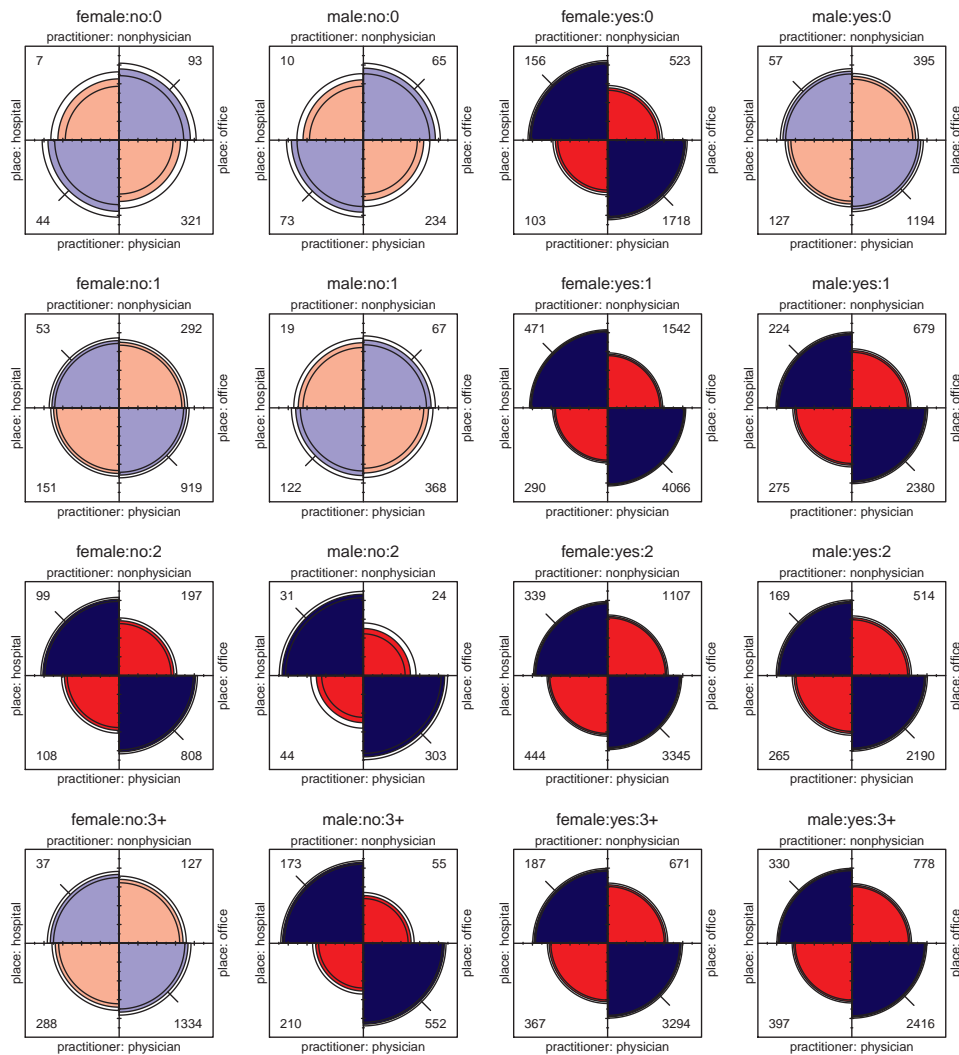 female:no:0
practitioner: nonphysician
7 93
place: hospital
place: office
44 321
practitioner: physician
male:no:0
practitioner: nonphysician
10 65
place: hospital
place: office
73 234
practitioner: physician
female:yes:0
practitioner: nonphysician
156 523
place: hospital
place: office
103 1718
practitioner: physician
male:yes:0
practitioner: nonphysician
57 395
place: hospital
place: office
127 1194
practitioner: physician
female:no:1
practitioner: nonphysician
53 292
place: hospital
place: office
151 919
practitioner: physician
male:no:1
practitioner: nonphysician
19 67
place: hospital
place: office
122 368
practitioner: physician
female:yes:1
practitioner: nonphysician
471 1542
place: hospital
place: office
290 4066
practitioner: physician
male:yes:1
practitioner: nonphysician
224 679
place: hospital
place: office
275 2380
practitioner: physician
female:no:2
practitioner: nonphysician
99 197
place: hospital
place: office
108 808
practitioner: physician
male:no:2
practitioner: nonphysician
31 24
place: hospital
place: office
44 303
practitioner: physician
female:yes:2
practitioner: nonphysician
339 1107
place: hospital
place: office
444 3345
practitioner: physician
male:yes:2
practitioner: nonphysician
169 514
place: hospital
place: office
265 2190
practitioner: physician
female:no:3+
practitioner: nonphysician
37 127
place: hospital
place: office
288 1334
practitioner: physician
male:no:3+
practitioner: nonphysician
173 55
place: hospital
place: office
210 552
practitioner: physician
female:yes:3+
practitioner: nonphysician
187 671
place: hospital
place: office
367 3294
practitioner: physician
male:yes:3+
practitioner: nonphysician
330 778
place: hospital
place: office
397 2416
practitioner: physician